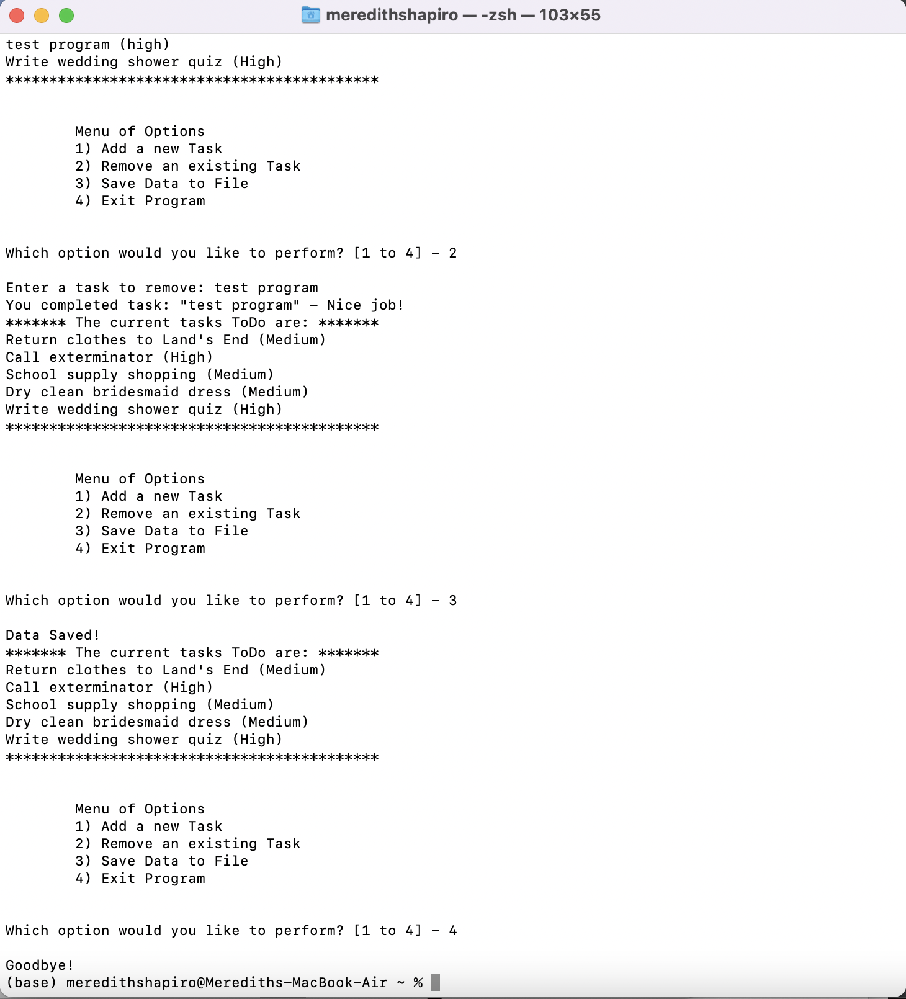 meredithshapiro — -zsh — 103×55
test program (high)
Write wedding shower quiz (High)
*******************************************
Menu of Options
1) Add a new Task
2) Remove an existing Task
3) Save Data to File
4) Exit Program
Which option would you like to perform? [1 to 4] - 2
Enter a task to remove: test program
You completed task: "test program" - Nice job!
******* The current tasks ToDo are: *******
Return clothes to Land's End (Medium)
Call exterminator (High)
School supply shopping (Medium)
Dry clean bridesmaid dress (Medium)
Write wedding shower quiz (High)
*******************************************
Menu of Options
1) Add a new Task
2) Remove an existing Task
3) Save Data to File
4) Exit Program
Which option would you like to perform? [1 to 4] - 3
Data Saved!
******* The current tasks ToDo are: *******
Return clothes to Land's End (Medium)
Call exterminator (High)
School supply shopping (Medium)
Dry clean bridesmaid dress (Medium)
Write wedding shower quiz (High)
*******************************************
Menu of Options
1) Add a new Task
2) Remove an existing Task
3) Save Data to File
4) Exit Program
Which option would you like to perform? [1 to 4] - 4
Goodbye!
(base) meredithshapiro@Merediths-MacBook-Air ~ %